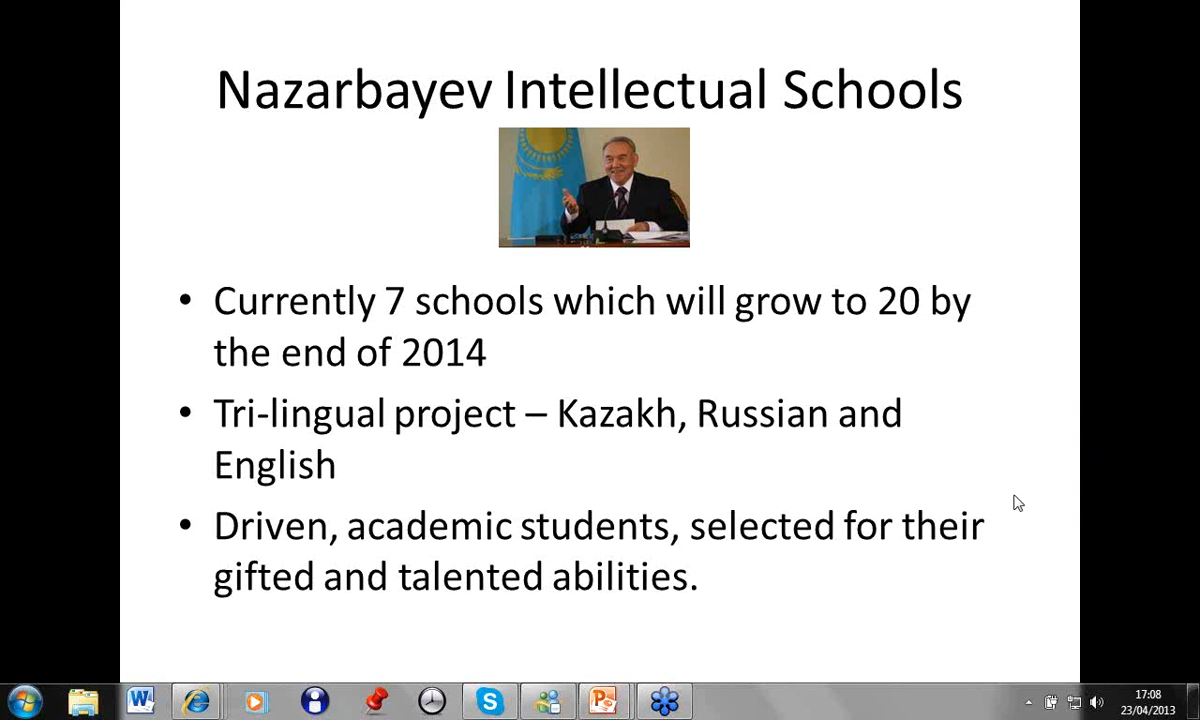 Nazarbayev Intellectual Schools
• Currently 7 schools which will grow to 20 by
the end of 2014
• Tri-lingual project – Kazakh, Russian and
English
• Driven, academic students, selected for their
gifted and talented abilities.
17:08
23/04/2013